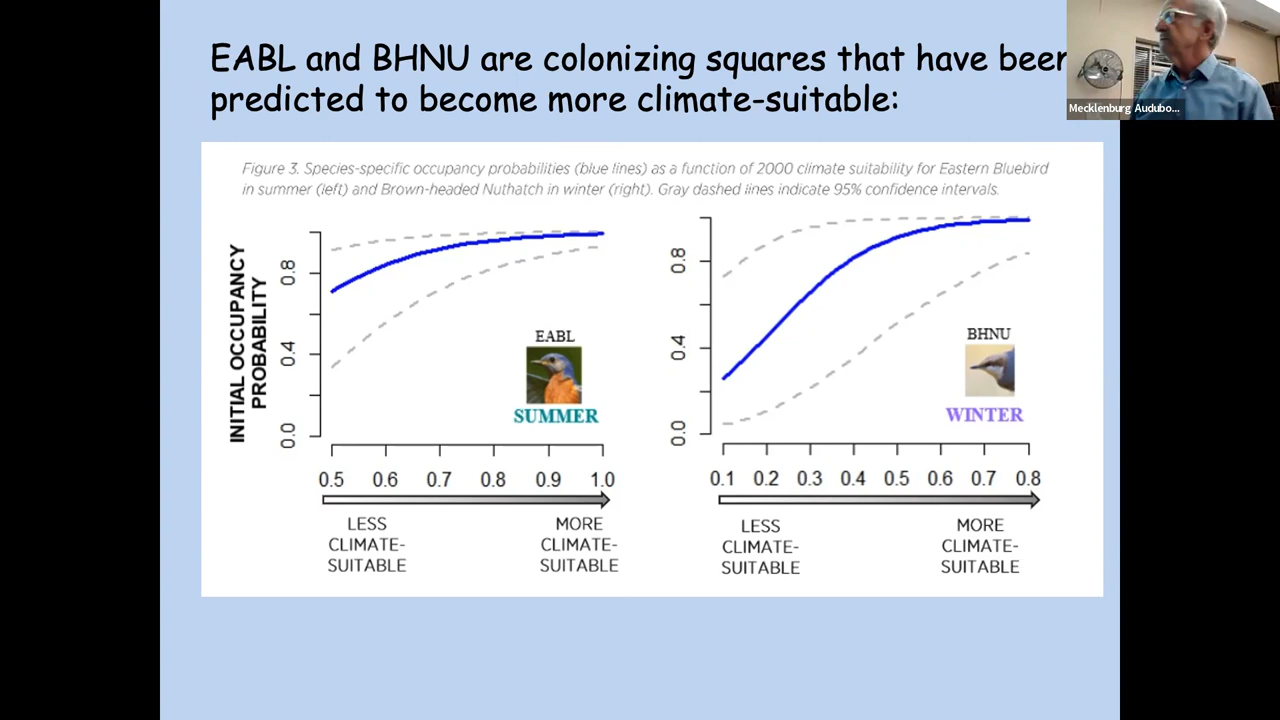 EABL and BHNU are colonizing squares that have been
predicted to become more climate-suitable:
Mecklenburg Audubo...
Figure 3. Species-specific occupancy probabilities (blue lines) as a function of 2000 climate suitability for Eastern Bluebird
in summer (left) and Brown-headed Nuthatch in winter (right). Gray dashed lines indicate 95% confidence intervals.
INITIAL OCCUPANCY
PROBABILITY
0.8
0.4
0.0
EABL
SUMMER
0.5 0.6 0.7 0.8 0.9 1.0
LESS
CLIMATE-
SUITABLE
MORE
CLIMATE-
SUITABLE
0.8
0.4
0.0
BHNU
WINTER
0.1 0.2 0.3 0.4 0.5 0.6 0.7 0.8
LESS
CLIMATE-
SUITABLE
MORE
CLIMATE-
SUITABLE